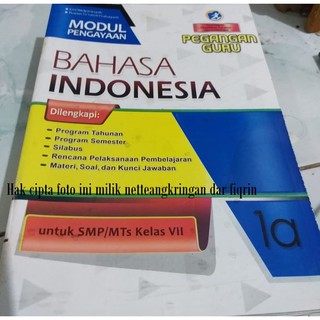 MODUL
PENGAYAAN
PEGANGAN
GURU
BAHASA
INDONESIA
Dilengkapi:
- Program Tahunan
- Program Semester
- Silabus
- Rencana Pelaksanaan Pembelajaran
- Materi, Soal, dan Kunci Jawaban
Hak cipta foto ini milik netteangkringan dar fiqrin
1a
untuk SMP/MTs Kelas VII